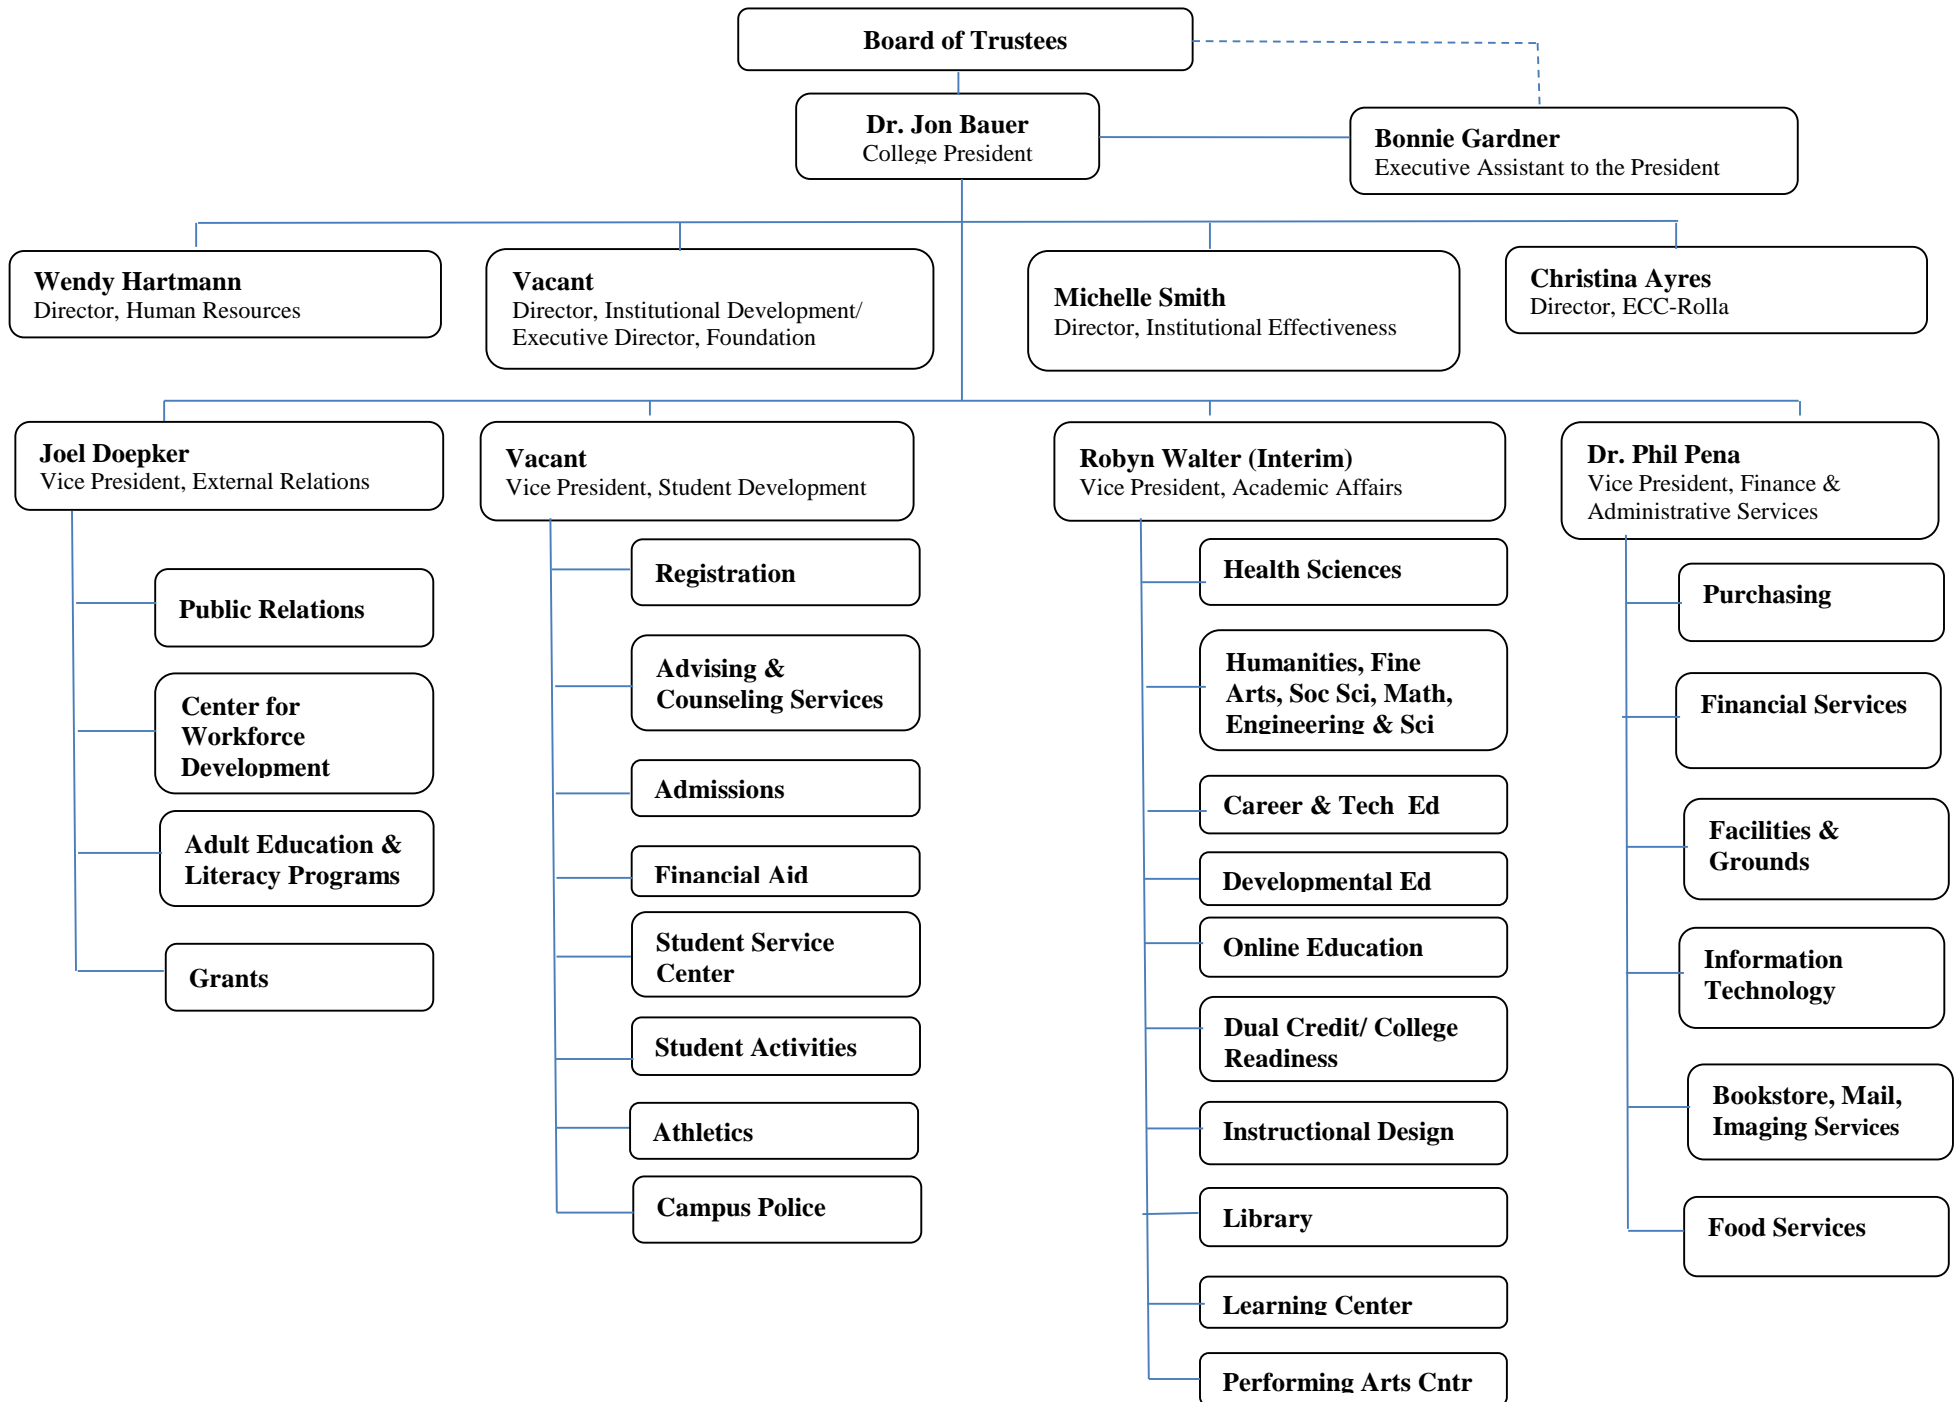 Board of Trustees
Dr. Jon Bauer
College President
Bonnie Gardner
Executive Assistant to the President
Wendy Hartmann
Director, Human Resources
Vacant
Director, Institutional Development/
Executive Director, Foundation
Michelle Smith
Director, Institutional Effectiveness
Christina Ayres
Director, ECC-Rolla
Joel Doepker
Vice President, External Relations
Public Relations
Center for
Workforce
Development
Adult Education &
Literacy Programs
Grants
Vacant
Vice President, Student Development
Registration
Advising &
Counseling Services
Admissions
Financial Aid
Student Service
Center
Student Activities
Athletics
Campus Police
Robyn Walter (Interim)
Vice President, Academic Affairs
Health Sciences
Humanities, Fine
Arts, Soc Sci, Math,
Engineering & Sci
Career & Tech  Ed
Developmental Ed
Online Education
Dual Credit/ College
Readiness
Instructional Design
Library
Learning Center
Performing Arts Cntr
Dr. Phil Pena
Vice President, Finance &
Administrative Services
Purchasing
Financial Services
Facilities &
Grounds
Information
Technology
Bookstore, Mail,
Imaging Services
Food Services